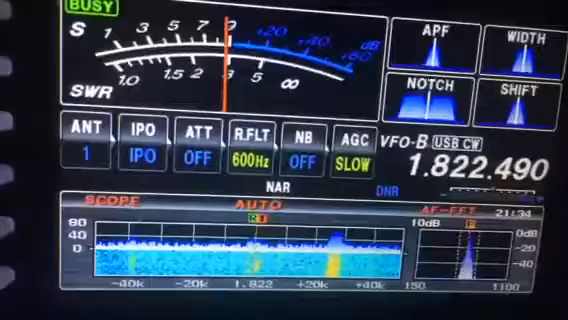 BUSY
S 1 3 5 7 9 +20 +40 +60 dB
1.0 1.5 2 3 5 ∞
SWR
APF WIDTH
NOTCH SHIFT
ANT IPO ATT R.FLT NB AGC
1 IPO OFF 600Hz OFF SLOW
VFO-B USB CW
1.822.490
NAR DNR
SCOPE AUTO AF-FFT 21:34
80
40
0
10dB 0dB
-20
-40
-40k -20k 1.822 +20k +40k 150 1100